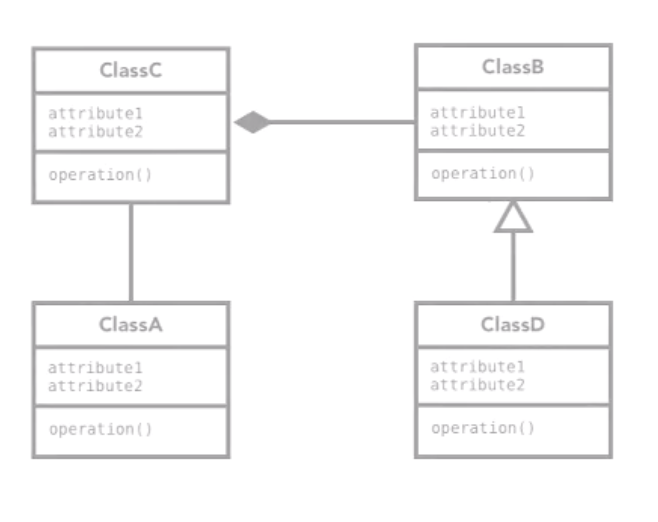 ClassC
attribute1
attribute2
operation()
ClassB
attribute1
attribute2
operation()
ClassA
attribute1
attribute2
operation()
ClassD
attribute1
attribute2
operation()